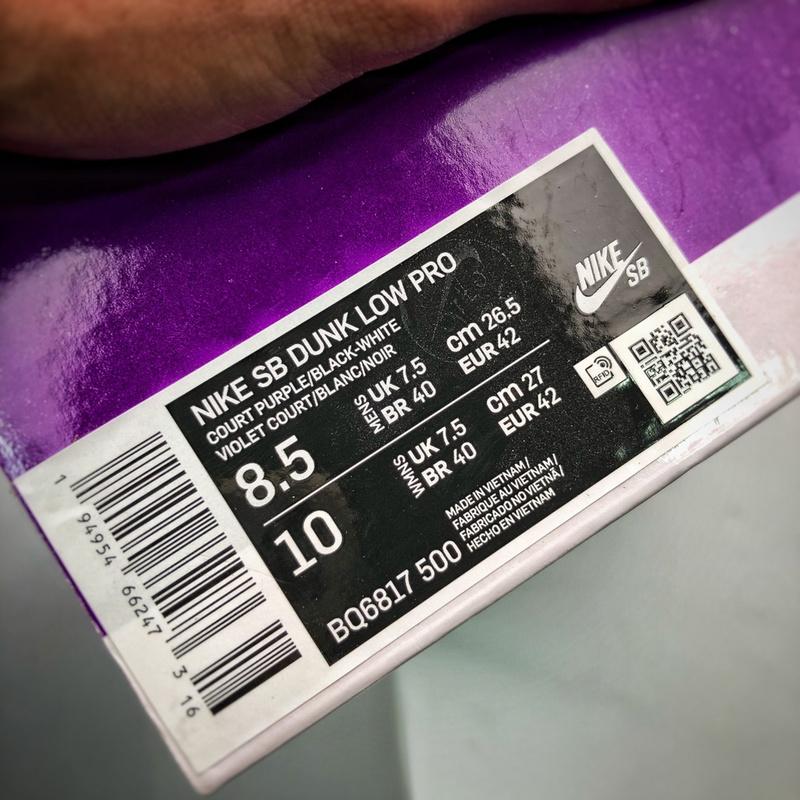 NIKE SB DUNK LOW PRO
COURT PURPLE/BLACK-WHITE
VIOLET COURT/BLANC/NOIR
8.5
MENS
UK 7.5
BR 40
cm 26.5
EUR 42
10
WMNS
UK 7.5
BR 40
cm 27
EUR 42
BQ6817 500
MADE IN VIETNAM/
FABRIQUE AU VIETNAM/
FABRICADO NO VIETNÃ/
HECHO EN VIETNAM
NIKE
SB
RFID
1 94954 66247 3 16